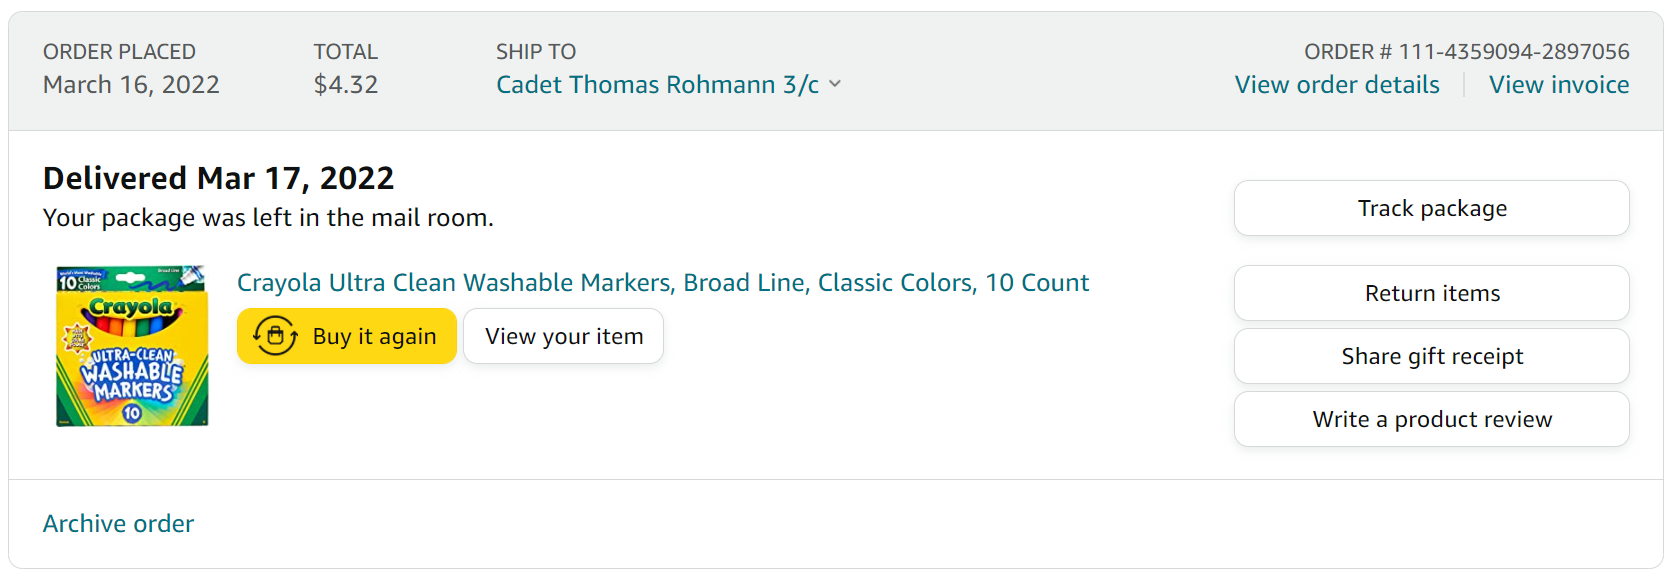 ORDER PLACED
March 16, 2022
TOTAL
$4.32
SHIP TO
Cadet Thomas Rohmann 3/c
ORDER # 111-4359094-2897056
View order details
View invoice
Delivered Mar 17, 2022
Your package was left in the mail room.
Track package
10 Classic
Colors
Broad Line
Crayola
ULTRA-CLEAN
WASHABLE
MARKERS
10
Crayola Ultra Clean Washable Markers, Broad Line, Classic Colors, 10 Count
Buy it again
View your item
Return items
Share gift receipt
Write a product review
Archive order